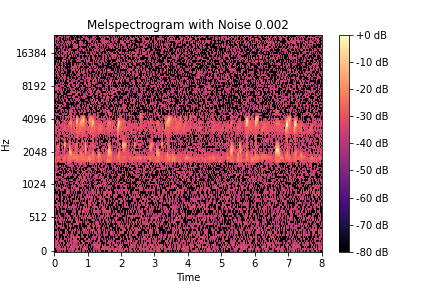 Melspectrogram with Noise 0.002
Hz
16384
8192
4096
2048
1024
512
0
0 1 2 3 4 5 6 7 8
Time
+0 dB
-10 dB
-20 dB
-30 dB
-40 dB
-50 dB
-60 dB
-70 dB
-80 dB